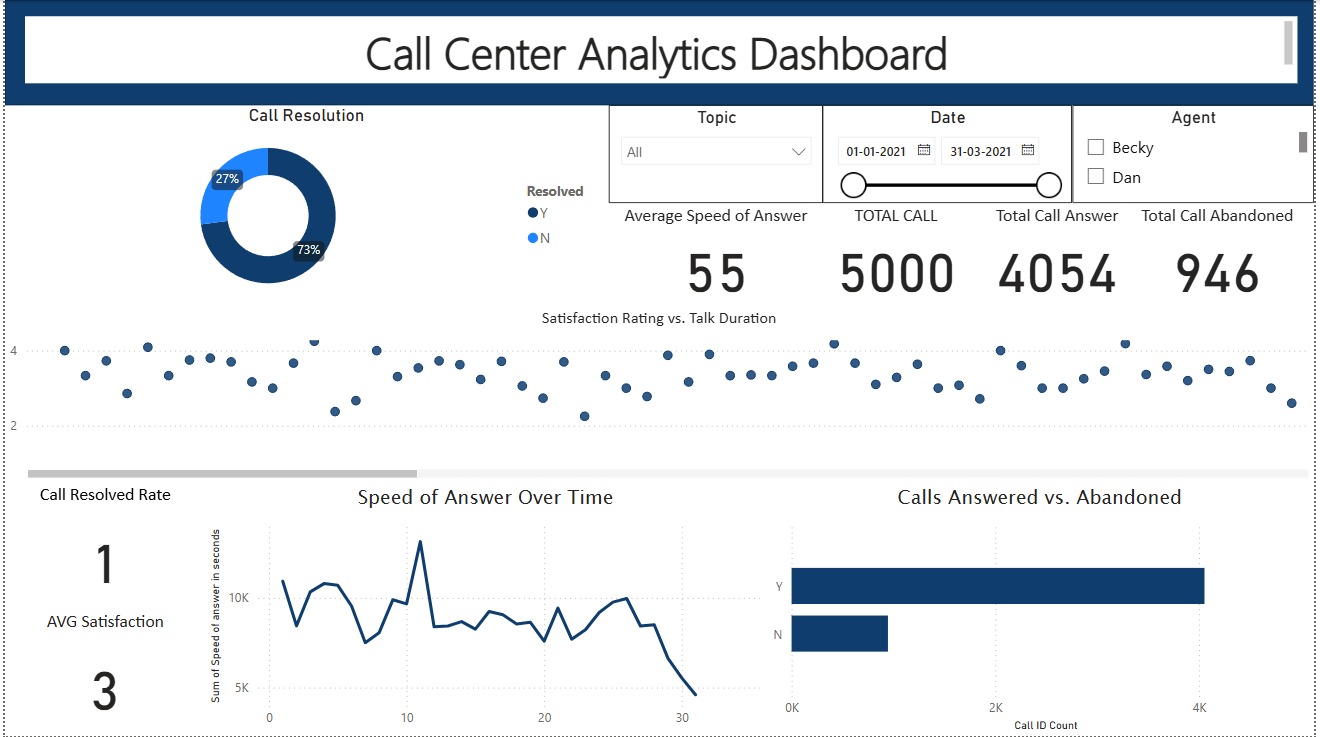 Call Center Analytics Dashboard
Call Resolution
27%
73%
Resolved
Y
N
Topic
All
Date
01-01-2021
31-03-2021
Agent
Becky
Dan
Average Speed of Answer
55
TOTAL CALL
5000
Total Call Answer
4054
Total Call Abandoned
946
Satisfaction Rating vs. Talk Duration
4
2
Call Resolved Rate
1
AVG Satisfaction
3
Speed of Answer Over Time
Sum of Speed of answer in seconds
10K
5K
0
10
20
30
Calls Answered vs. Abandoned
Y
N
0K
2K
4K
Call ID Count